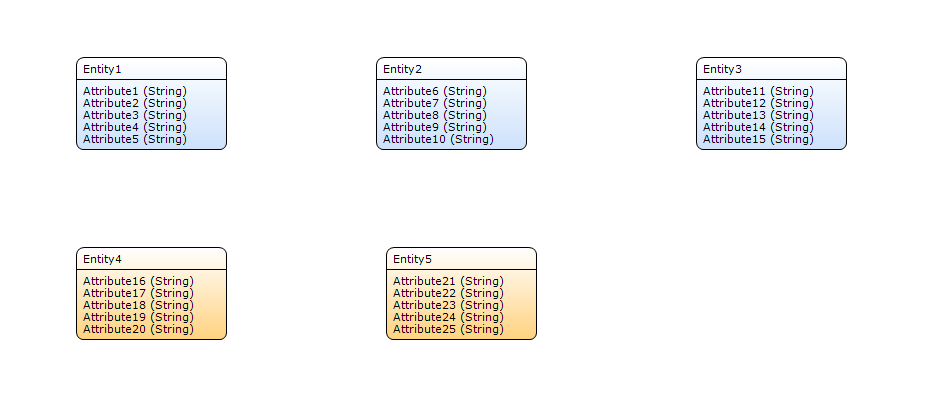 Entity1
Attribute1 (String)
Attribute2 (String)
Attribute3 (String)
Attribute4 (String)
Attribute5 (String)
Entity2
Attribute6 (String)
Attribute7 (String)
Attribute8 (String)
Attribute9 (String)
Attribute10 (String)
Entity3
Attribute11 (String)
Attribute12 (String)
Attribute13 (String)
Attribute14 (String)
Attribute15 (String)
Entity4
Attribute16 (String)
Attribute17 (String)
Attribute18 (String)
Attribute19 (String)
Attribute20 (String)
Entity5
Attribute21 (String)
Attribute22 (String)
Attribute23 (String)
Attribute24 (String)
Attribute25 (String)